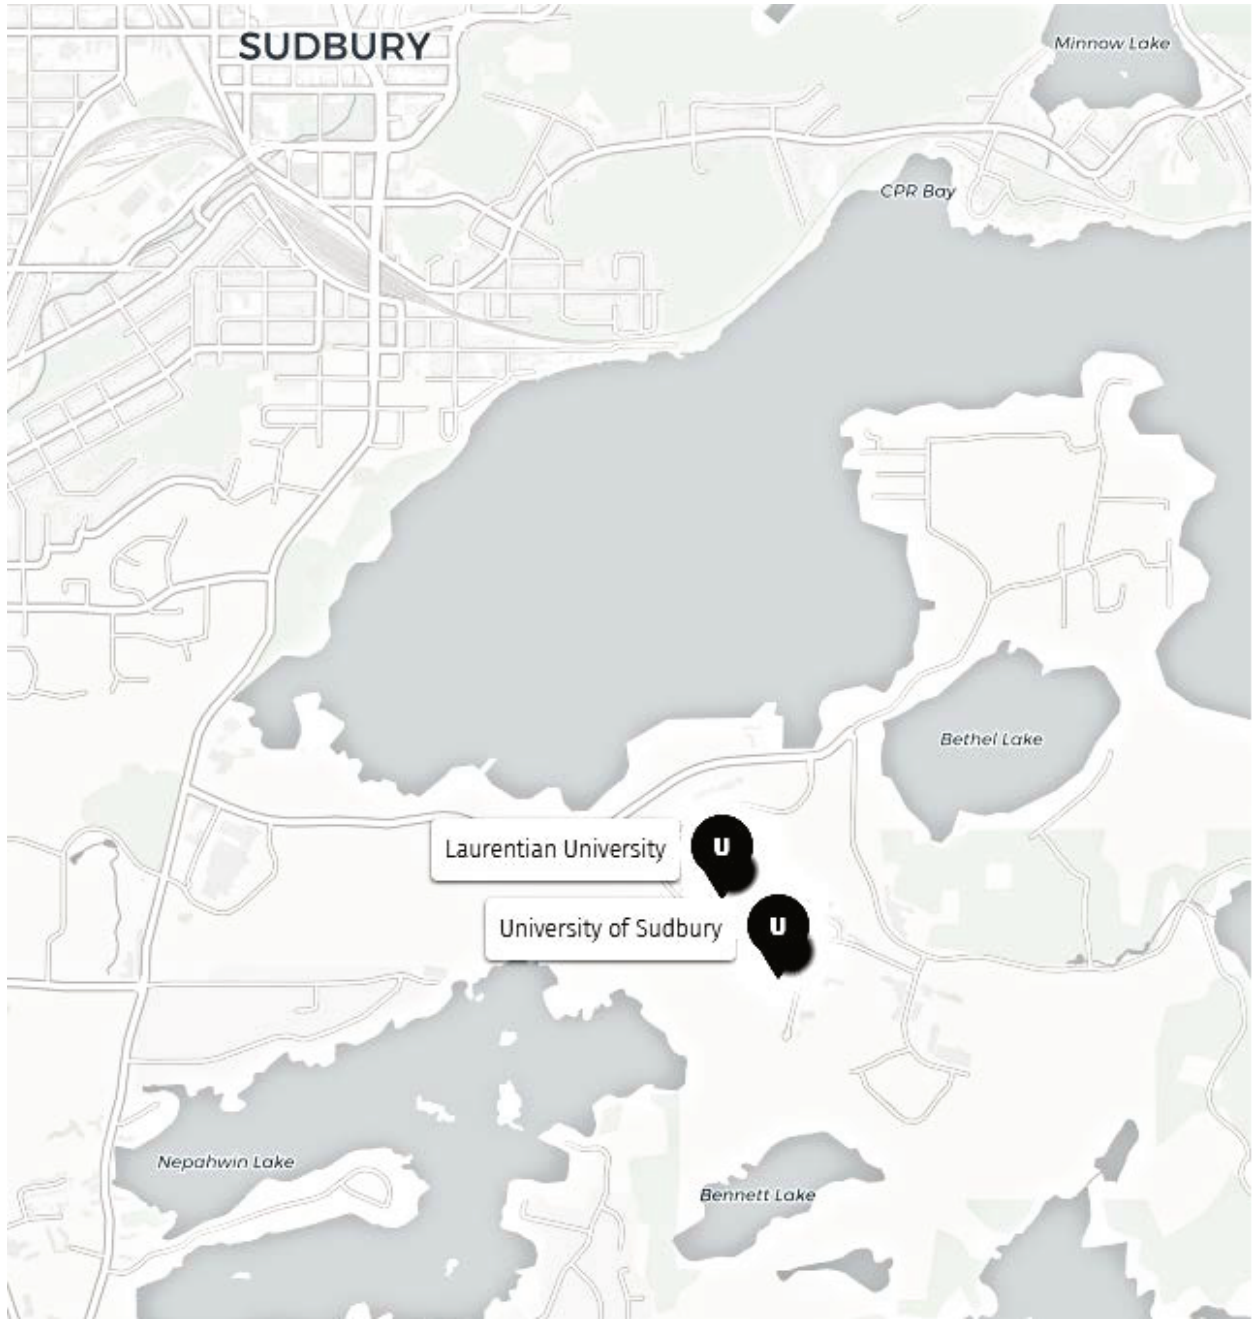 SUDBURY
Minnow Lake
CPR Bay
Bethel Lake
Laurentian University
U
University of Sudbury
U
Nepahwin Lake
Bennett Lake